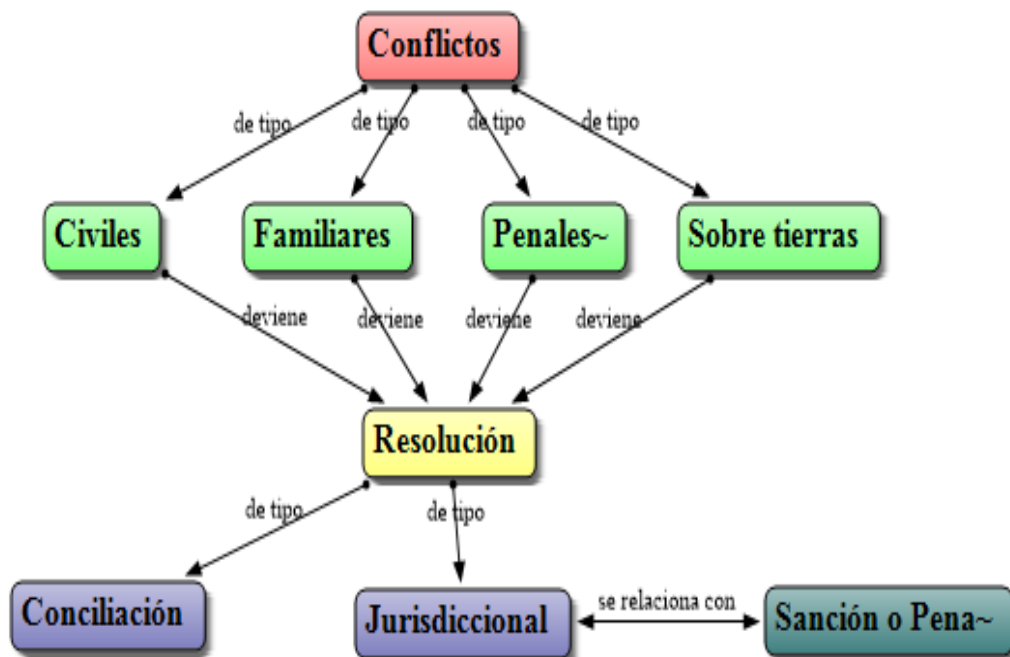 Conflictos
de tipo de tipo de tipo de tipo
Civiles Familiares Penales~ Sobre tierras
deviene deviene deviene deviene
Resolución
de tipo de tipo
se relaciona con
Conciliación Jurisdiccional Sanción o Pena~